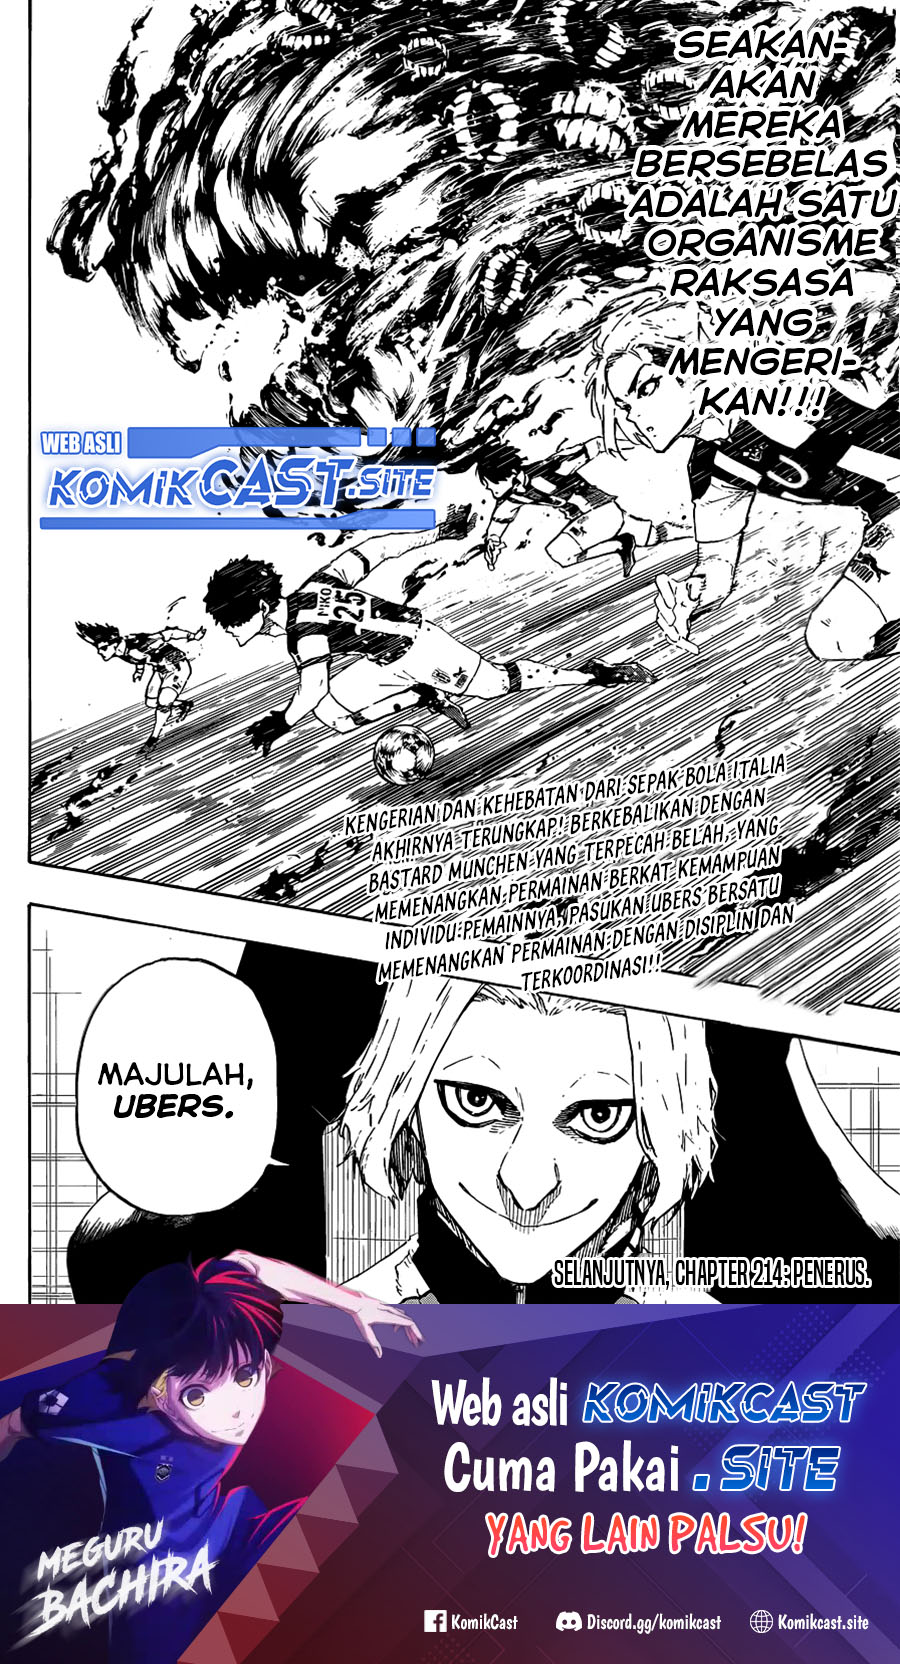 SEAKAN-
AKAN
MEREKA
BERSEBELAS
ADALAH SATU
ORGANISME
RAKSASA
YANG
MENGERI-
KAN!!!
WEB ASLI
KOMIKCAST.SITE
NIKO
25
KENGERIAN DAN KEHEBATAN DARI SEPAK BOLA ITALIA
AKHIRNYA TERUNGKAP! BERKEBALIKAN DENGAN
BASTARD MUNCHEN YANG TERPECAH BELAH, YANG
MEMENANGKAN PERMAINAN BERKAT KEMAMPUAN
INDIVIDU PEMAINNYA, PASUKAN UBERS BERSATU
MEMENANGKAN PERMAINAN DENGAN DISIPLIN DAN
TERKOORDINASI!!
MAJULAH,
UBERS.
SELANJUTNYA, CHAPTER 214: PENERUS.
Web asli KOMIKCAST
Cuma Pakai .SITE
YANG LAIN PALSU!
MEGURU
BACHIRA
KomikCast
Discord.gg/komikcast
Komikcast.site